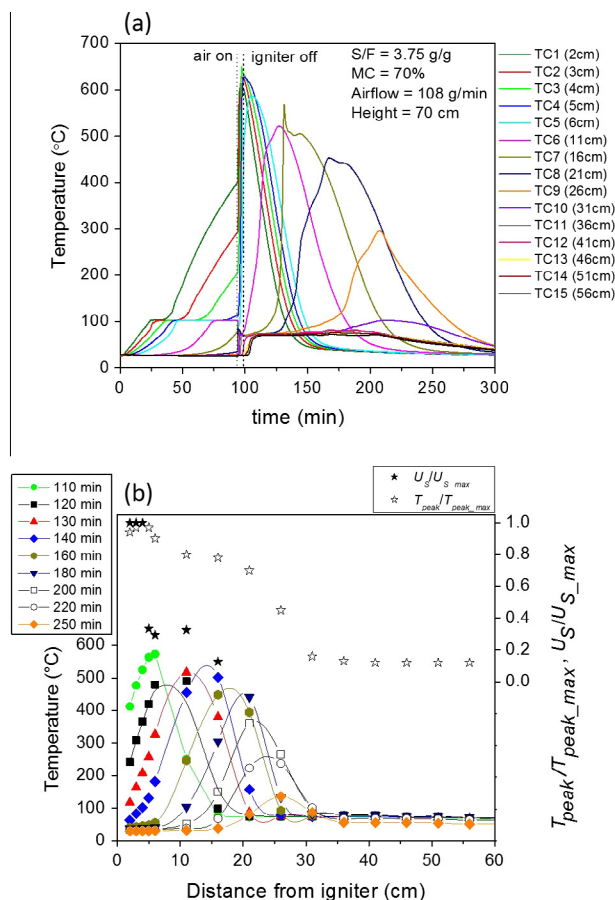 (a)
air on
igniter off
S/F = 3.75 g/g
MC = 70%
Airflow = 108 g/min
Height = 70 cm
TC1 (2cm)
TC2 (3cm)
TC3 (4cm)
TC4 (5cm)
TC5 (6cm)
TC6 (11cm)
TC7 (16cm)
TC8 (21cm)
TC9 (26cm)
TC10 (31cm)
TC11 (36cm)
TC12 (41cm)
TC13 (46cm)
TC14 (51cm)
TC15 (56cm)
Temperature (°C)
700
600
500
400
300
200
100
0
0 50 100 150 200 250 300
time (min)
(b)
U_S/U_S_max
T_peak/T_peak_max
110 min
120 min
130 min
140 min
160 min
180 min
200 min
220 min
250 min
Temperature (°C)
600
500
400
300
200
100
0
1.0
0.8
0.6
0.4
0.2
0.0
T_peak/T_peak_max, U_S/U_S_max
0 10 20 30 40 50 60
Distance from igniter (cm)